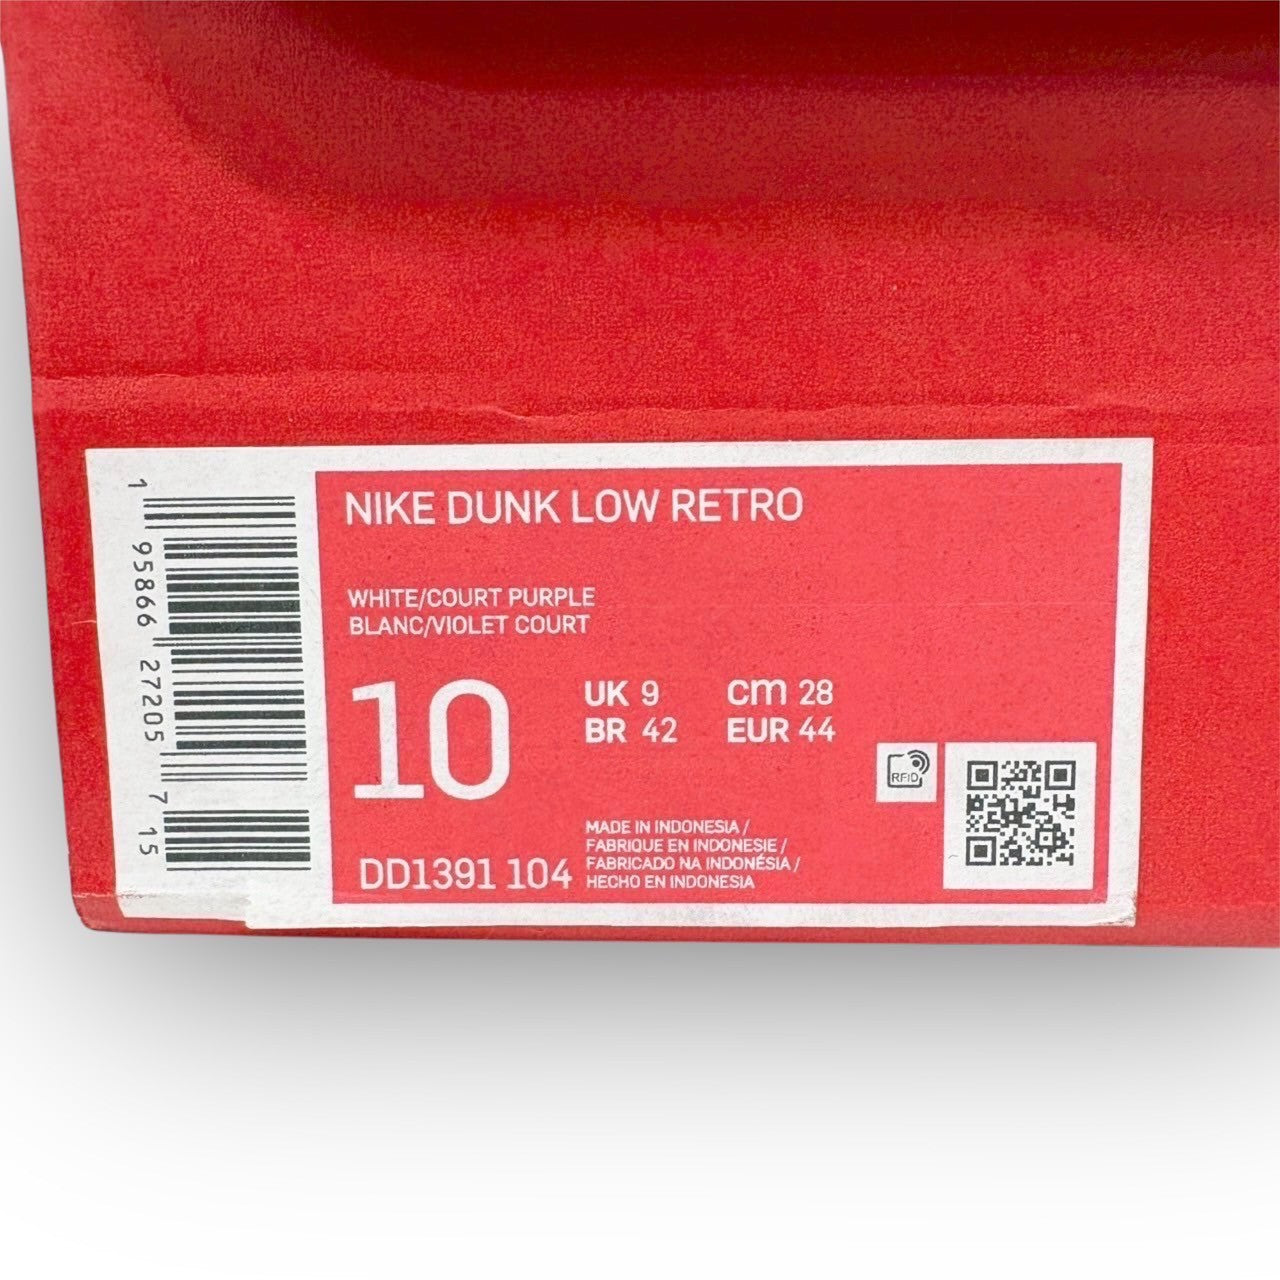 1 95866 27205 7 15
NIKE DUNK LOW RETRO
WHITE/COURT PURPLE
BLANC/VIOLET COURT
10
UK 9 cm 28
BR 42 EUR 44
RFID
MADE IN INDONESIA /
FABRIQUE EN INDONESIE /
FABRICADO NA INDONÉSIA /
HECHO EN INDONESIA
DD1391 104